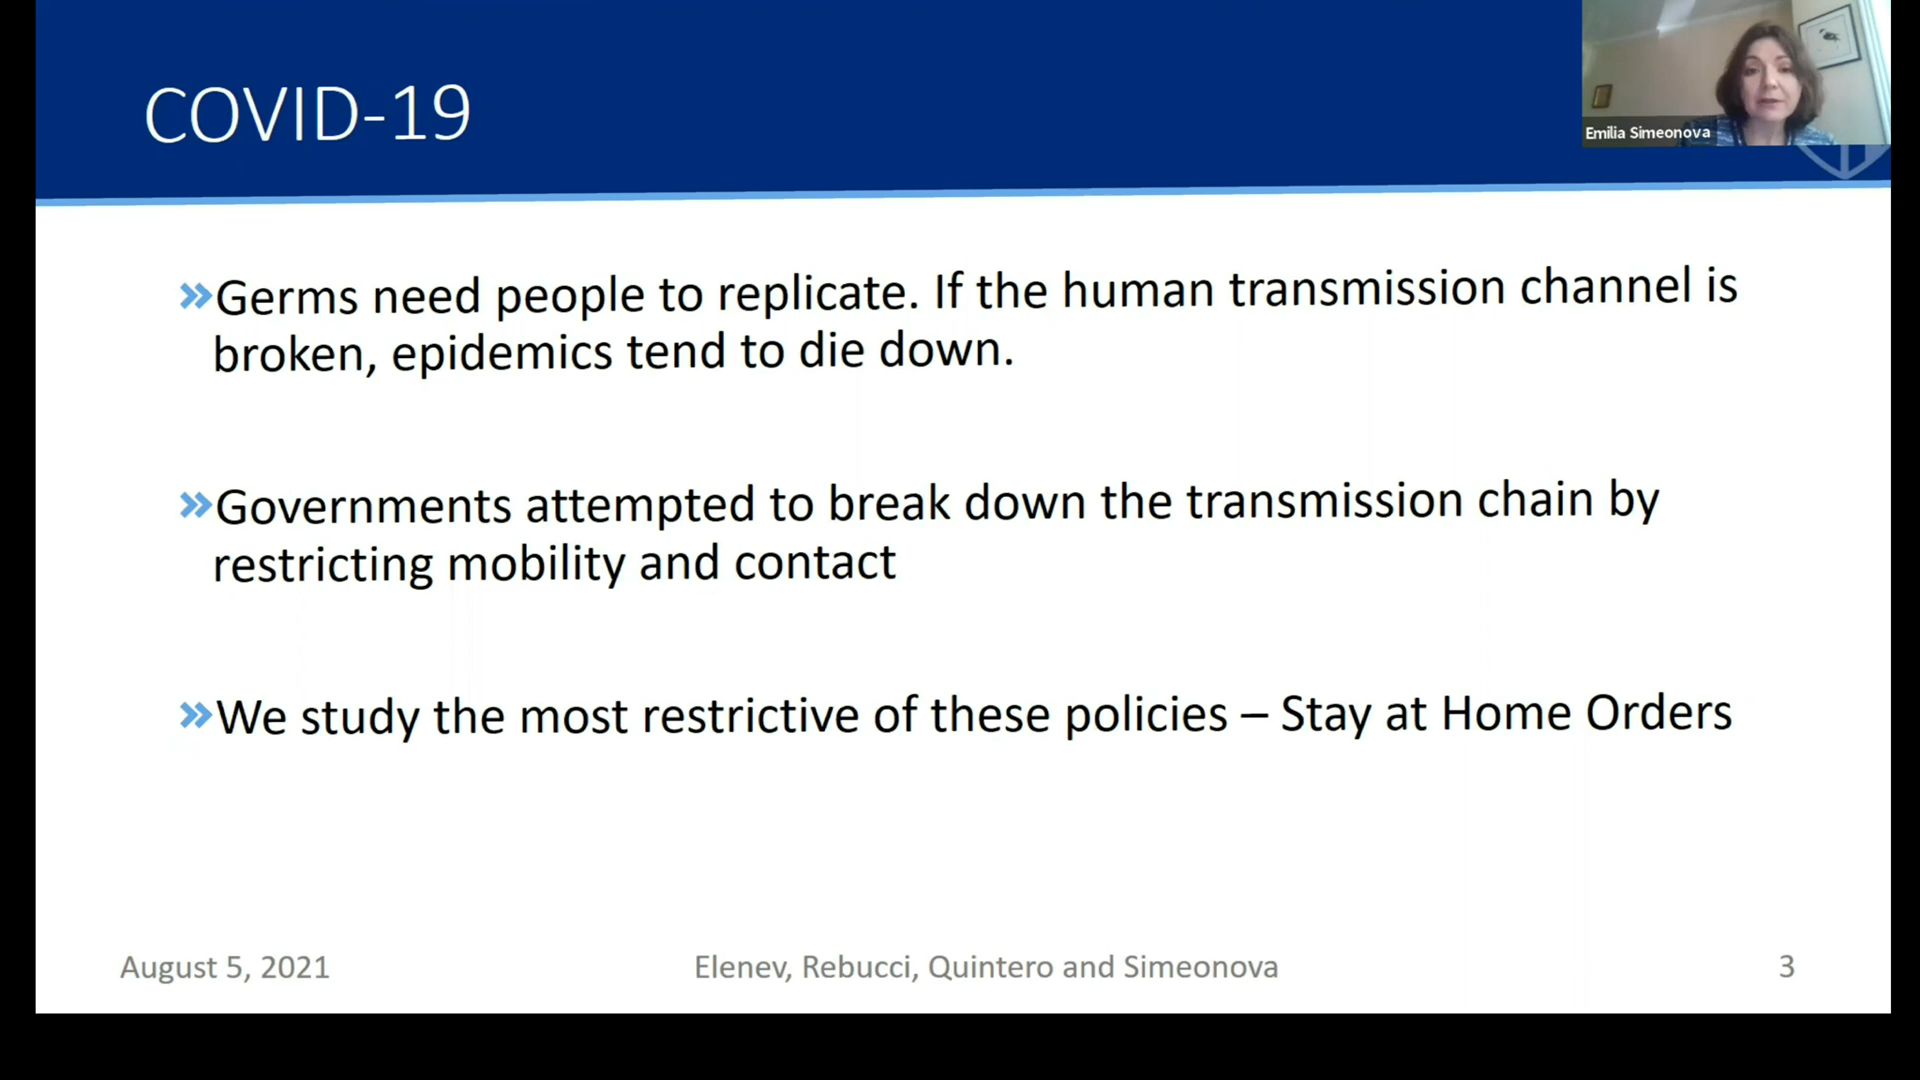 COVID-19
Emilia Simeonova
»Germs need people to replicate. If the human transmission channel is
broken, epidemics tend to die down.
»Governments attempted to break down the transmission chain by
restricting mobility and contact
»We study the most restrictive of these policies – Stay at Home Orders
August 5, 2021
Elenev, Rebucci, Quintero and Simeonova
3